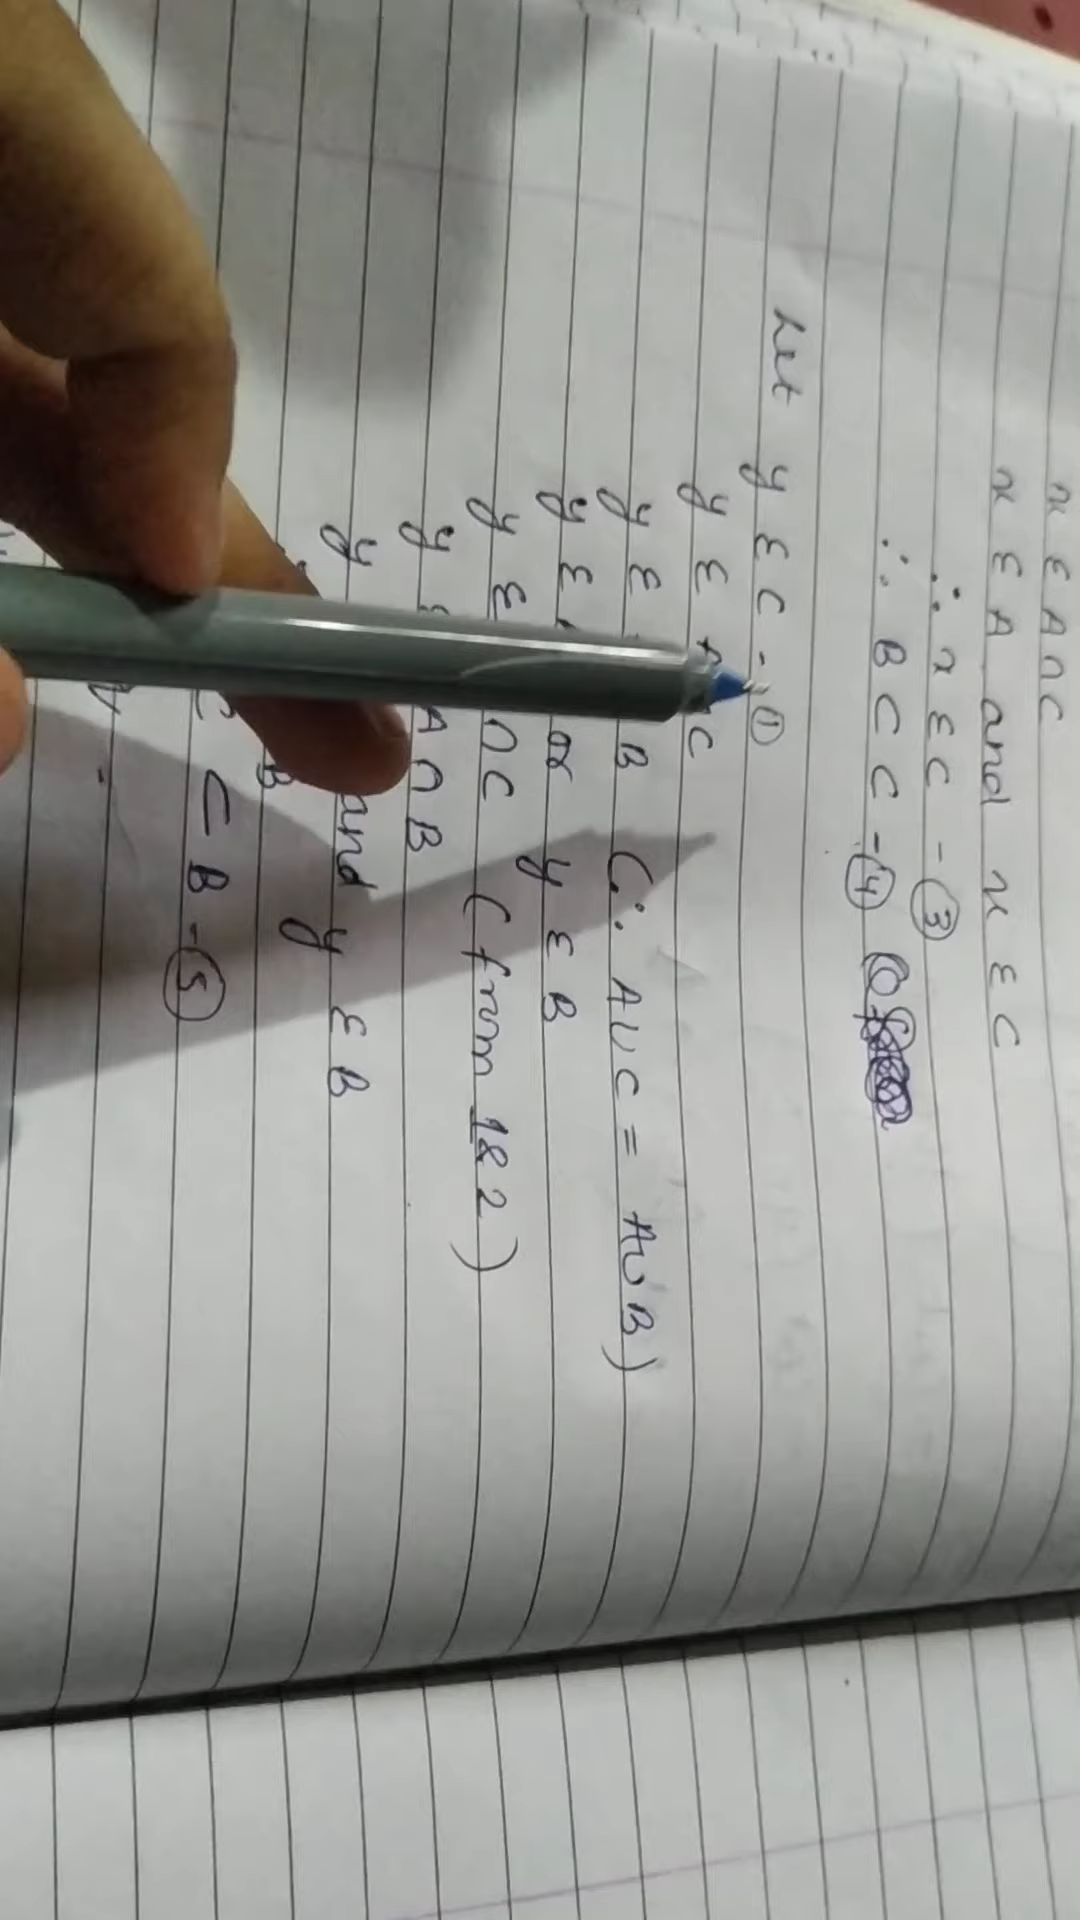 x ∈ A∩C
x ∈ A and x ∈ C
∴ x ∈ C - ③
∴ B ⊂ C - ④
Let y ∈ C - ①
y ∈ C
y ∈ B (∵ A∪C = A∪B)
y ∈ or y ∈ B
y ∈ ∩C (from 1&2)
y ∈ A∩B
y and y ∈ B
B
C ⊂ B - ⑤